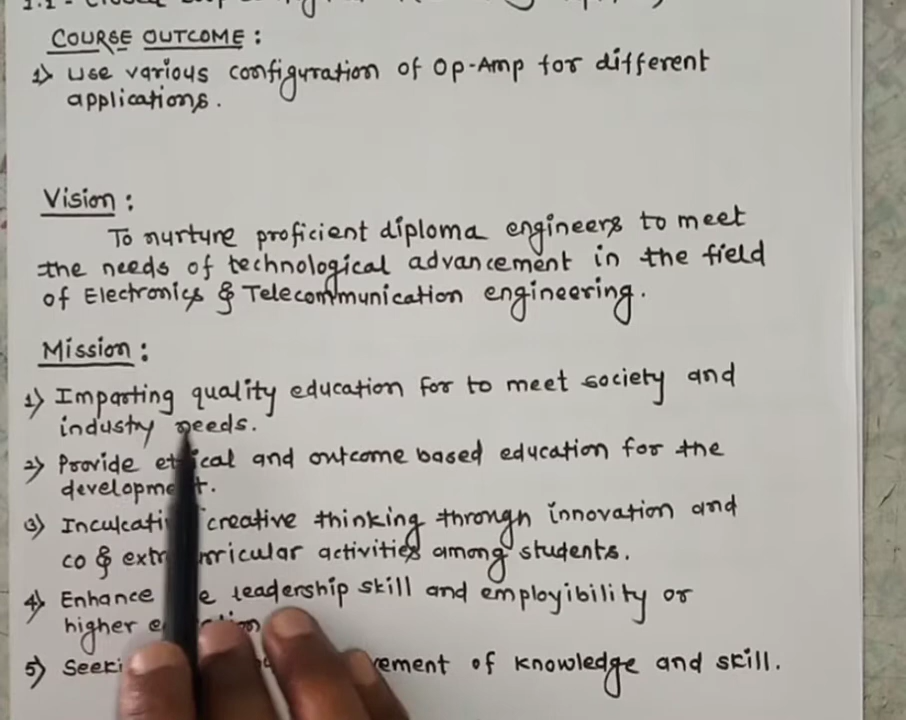 COURSE OUTCOME :
1) Use various configuration of Op-Amp for different
applications.
Vision :
To nurture proficient diploma engineers to meet
the needs of technological advancement in the field
of Electronics & Telecommunication engineering.
Mission :
1) Imparting quality education for to meet society and
industry needs.
2) Provide ethical and outcome based education for the
development.
3) creative thinking through innovation and
co & activities among students.
4) Enhance leadership skill and employibility or
higher
5) of knowledge and skill.